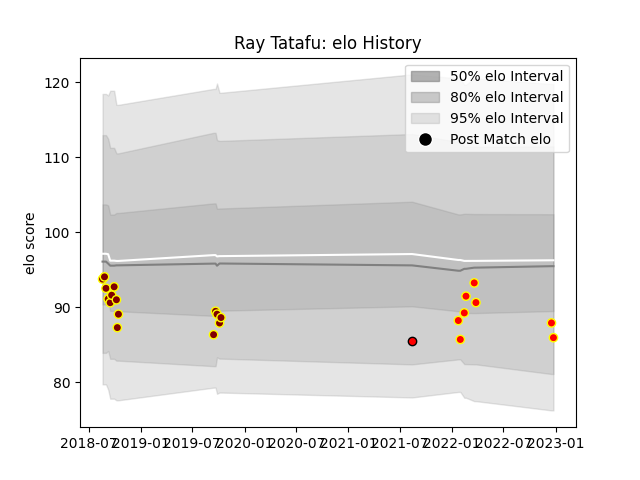 Ray Tatafu: elo History
50% elo Interval
80% elo Interval
95% elo Interval
Post Match elo
elo score
120
110
100
90
80
2018-07 2019-01 2019-07 2020-01 2020-07 2021-01 2021-07 2022-01 2022-07 2023-01